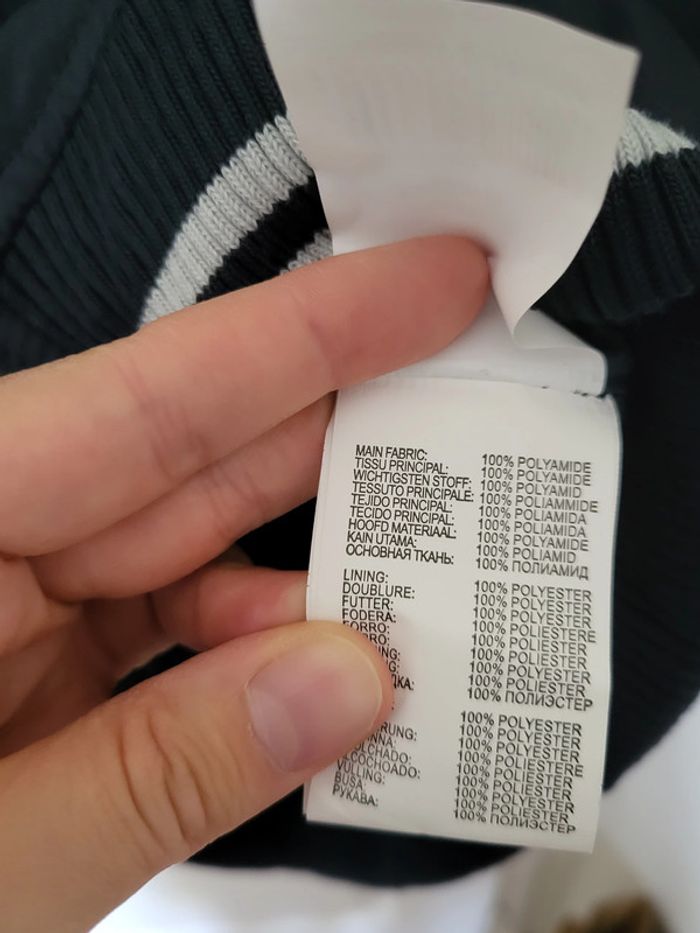 MAIN FABRIC: 100% POLYAMIDE
TISSU PRINCIPAL: 100% POLYAMIDE
WICHTIGSTEN STOFF: 100% POLYAMID
TESSUTO PRINCIPALE: 100% POLIAMMIDE
TEJIDO PRINCIPAL: 100% POLIAMIDA
TECIDO PRINCIPAL: 100% POLIAMIDA
HOOFD MATERIAAL: 100% POLYAMIDE
KAIN UTAMA: 100% POLIAMID
ОСНОВНАЯ ТКАНЬ: 100% ПОЛИАМИД
LINING: 100% POLYESTER
DOUBLURE: 100% POLYESTER
FUTTER: 100% POLYESTER
FODERA: 100% POLIESTERE
FORRO: 100% POLIESTER
100% POLIESTER
100% POLYESTER
100% POLIESTER
100% ПОЛИЭСТЕР
100% POLYESTER
100% POLYESTER
100% POLYESTER
100% POLIESTERE
100% POLIESTER
100% POLIESTER
VELLING: 100% POLYESTER
BUSA: 100% POLIESTER
РУКАВА: 100% ПОЛИЭСТЕР